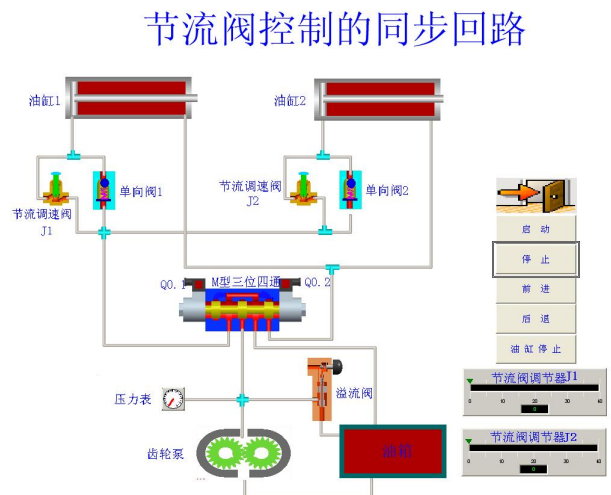 节流阀控制的同步回路
油缸1
油缸2
节流调速阀
J1
单向阀1
节流调速阀
J2
单向阀2
Q0.1
M型三位四通
Q0.2
启动
停止
前进
后退
油缸停止
节流阀调节器J1
0 10 20 30 40
0
节流阀调节器J2
0 10 20 30 40
0
压力表
溢流阀
齿轮泵
油箱